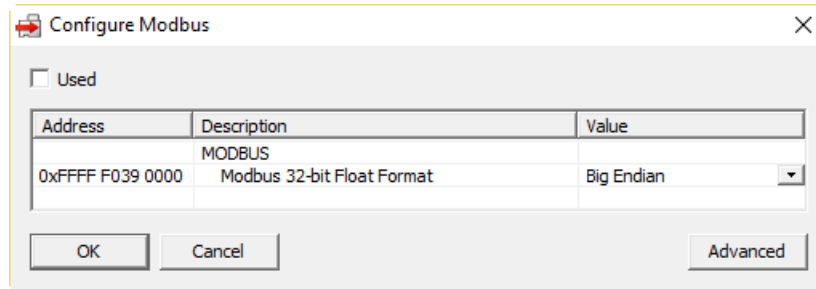 Configure Modbus
Used
Address Description Value
MODBUS
0xFFFF F039 0000 Modbus 32-bit Float Format Big Endian
OK Cancel Advanced